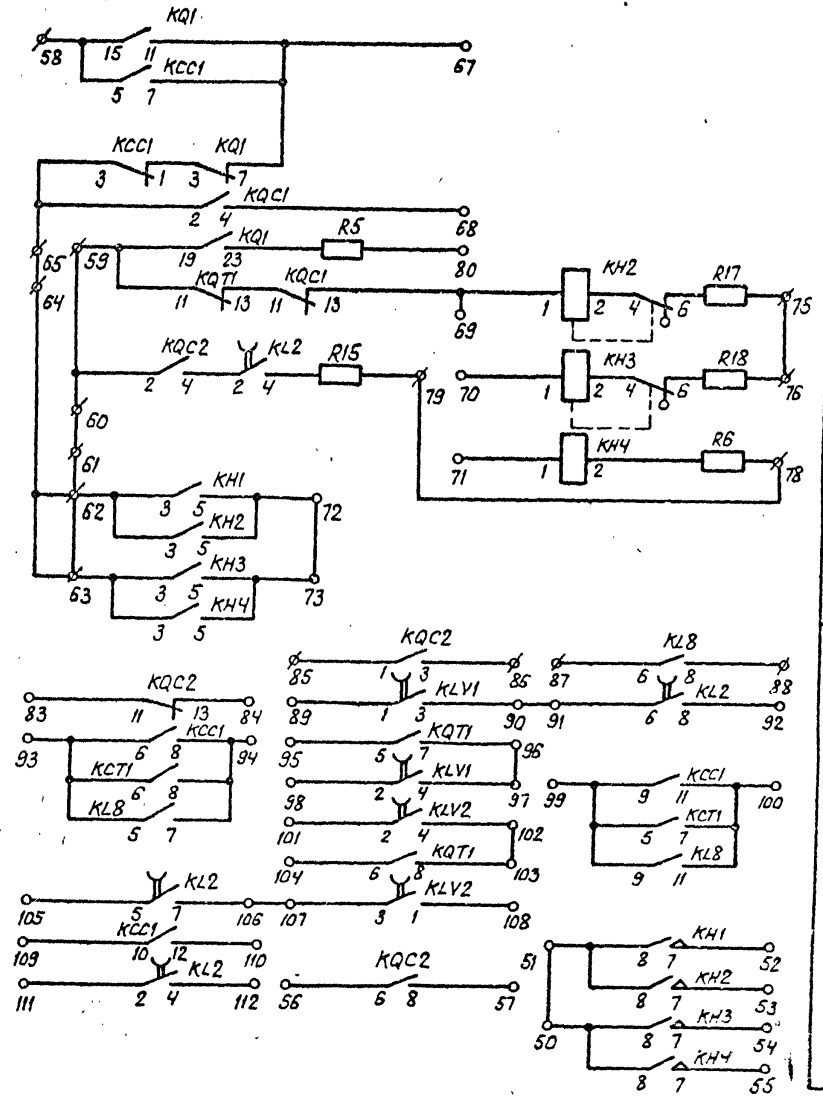 KQ1
58 15 11 67
KCC1
5 7
KCC1 KQ1
3 1 3 7
KQC1
2 4 68
65 59 19 23 KQ1 R5 80
64 KQT1 KQC1 KH2 R17
11 13 11 13 69 1 2 4 6 75
KQC2 KL2 R15 KH3 R18
2 4 2 4 79 70 1 2 4 6 76
60
61 KH4 R6
71 1 2 78
62 KH1
3 5 72
KH2
3 5
63 KH3
3 5 73
KH4
3 5
KQC2 KL8
85 1 3 86 87 6 8 88
KQC2 KLV1 KL2
83 11 13 84 89 1 3 90 91 6 8 92
KCC1 KQT1
93 6 8 94 95 5 7 96
KCT1 KLV1 KCC1
6 8 98 2 4 97 99 9 11 100
KL8 KLV2 KCT1
5 7 101 2 4 102 5 7
KQT1 KL8
104 6 8 103 9 11
KL2 KLV2
105 5 7 106 107 3 1 108
KCC1 KH1
109 10 12 110 51 8 7 52
KL2 KQC2 KH2
111 2 4 112 56 6 8 57 8 7 53
KH3
50 8 7 54
KH4
8 7 55